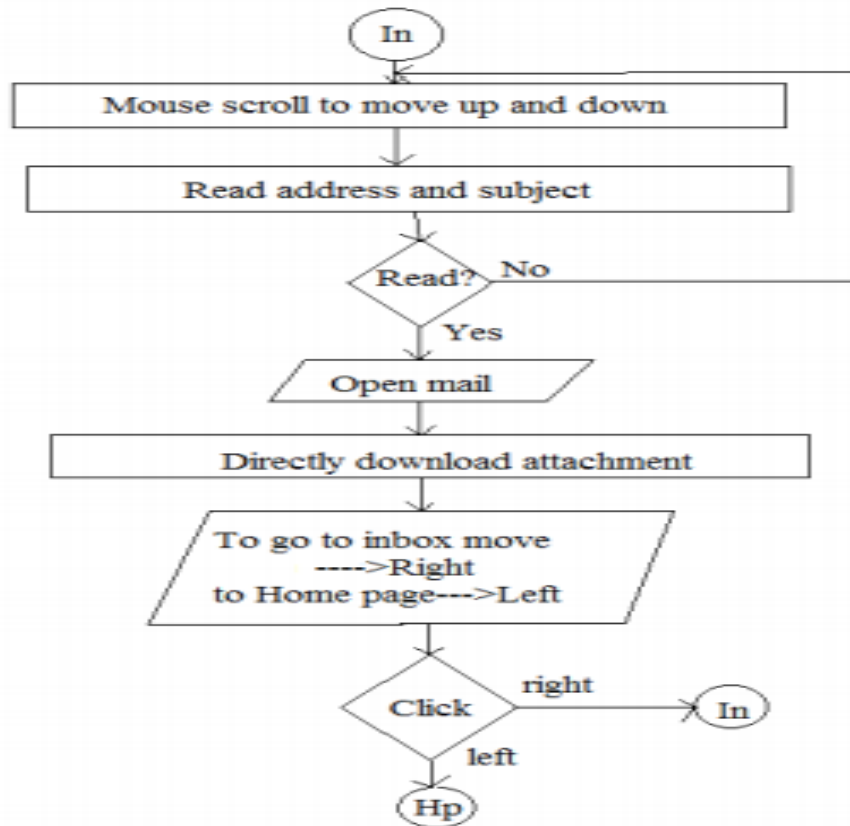 In
Mouse scroll to move up and down
Read address and subject
Read?
No
Yes
Open mail
Directly download attachment
To go to inbox move
---->Right
to Home page--->Left
Click
right
In
left
Hp